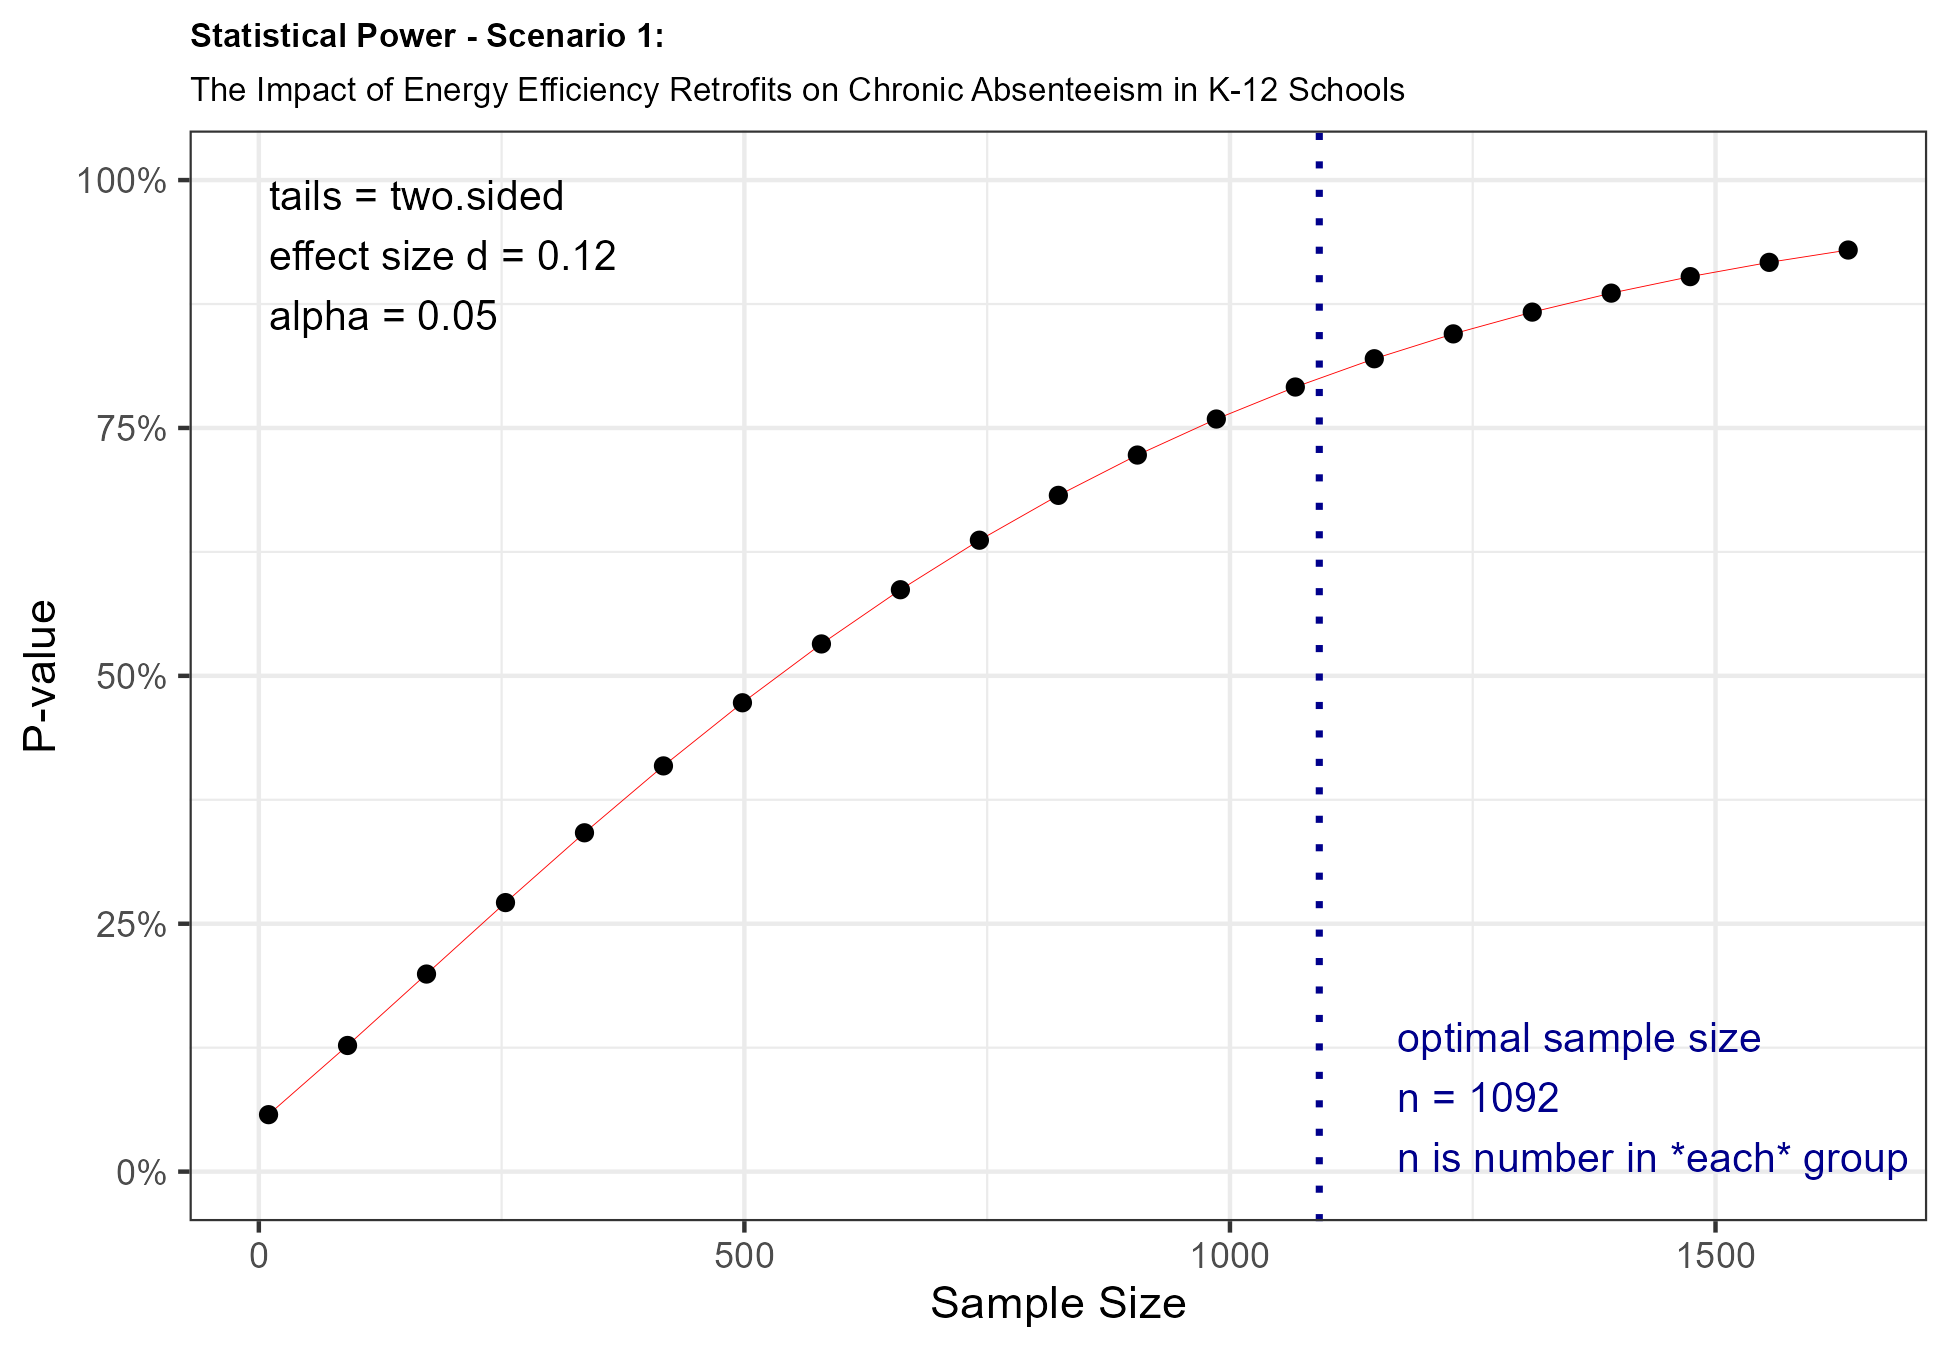 Statistical Power - Scenario 1:
The Impact of Energy Efficiency Retrofits on Chronic Absenteeism in K-12 Schools
100%
75%
50%
25%
0%
P-value
tails = two.sided
effect size d = 0.12
alpha = 0.05
optimal sample size
n = 1092
n is number in *each* group
0 500 1000 1500
Sample Size